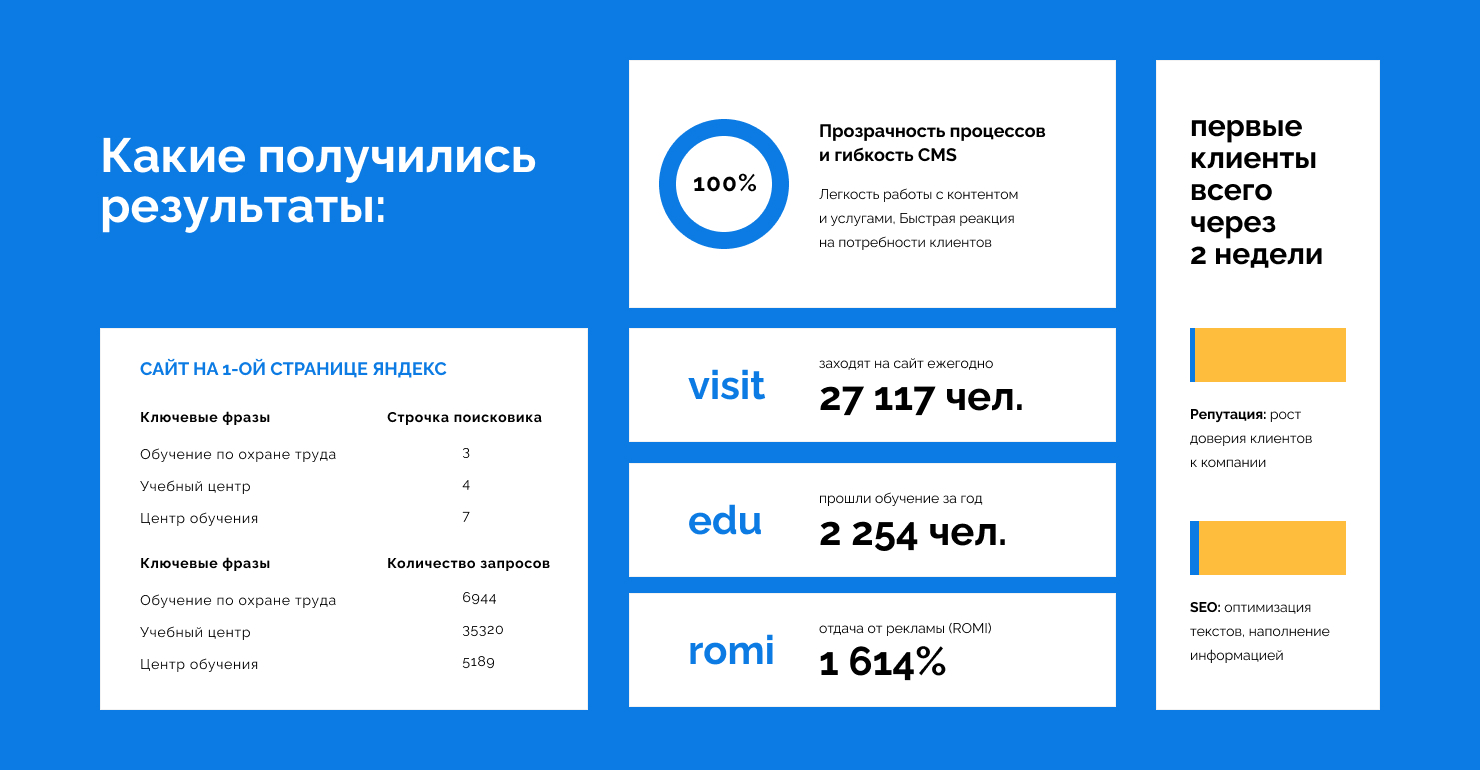 Какие получились
результаты:
САЙТ НА 1-ОЙ СТРАНИЦЕ ЯНДЕКС
Ключевые фразы Строчка поисковика
Обучение по охране труда 3
Учебный центр 4
Центр обучения 7
Ключевые фразы Количество запросов
Обучение по охране труда 6944
Учебный центр 35320
Центр обучения 5189
100%
Прозрачность процессов
и гибкость CMS
Легкость работы с контентом
и услугами, Быстрая реакция
на потребности клиентов
visit
заходят на сайт ежегодно
27 117 чел.
edu
прошли обучение за год
2 254 чел.
romi
отдача от рекламы (ROMI)
1 614%
первые
клиенты
всего
через
2 недели
Репутация: рост
доверия клиентов
к компании
SEO: оптимизация
текстов, наполнение
информацией